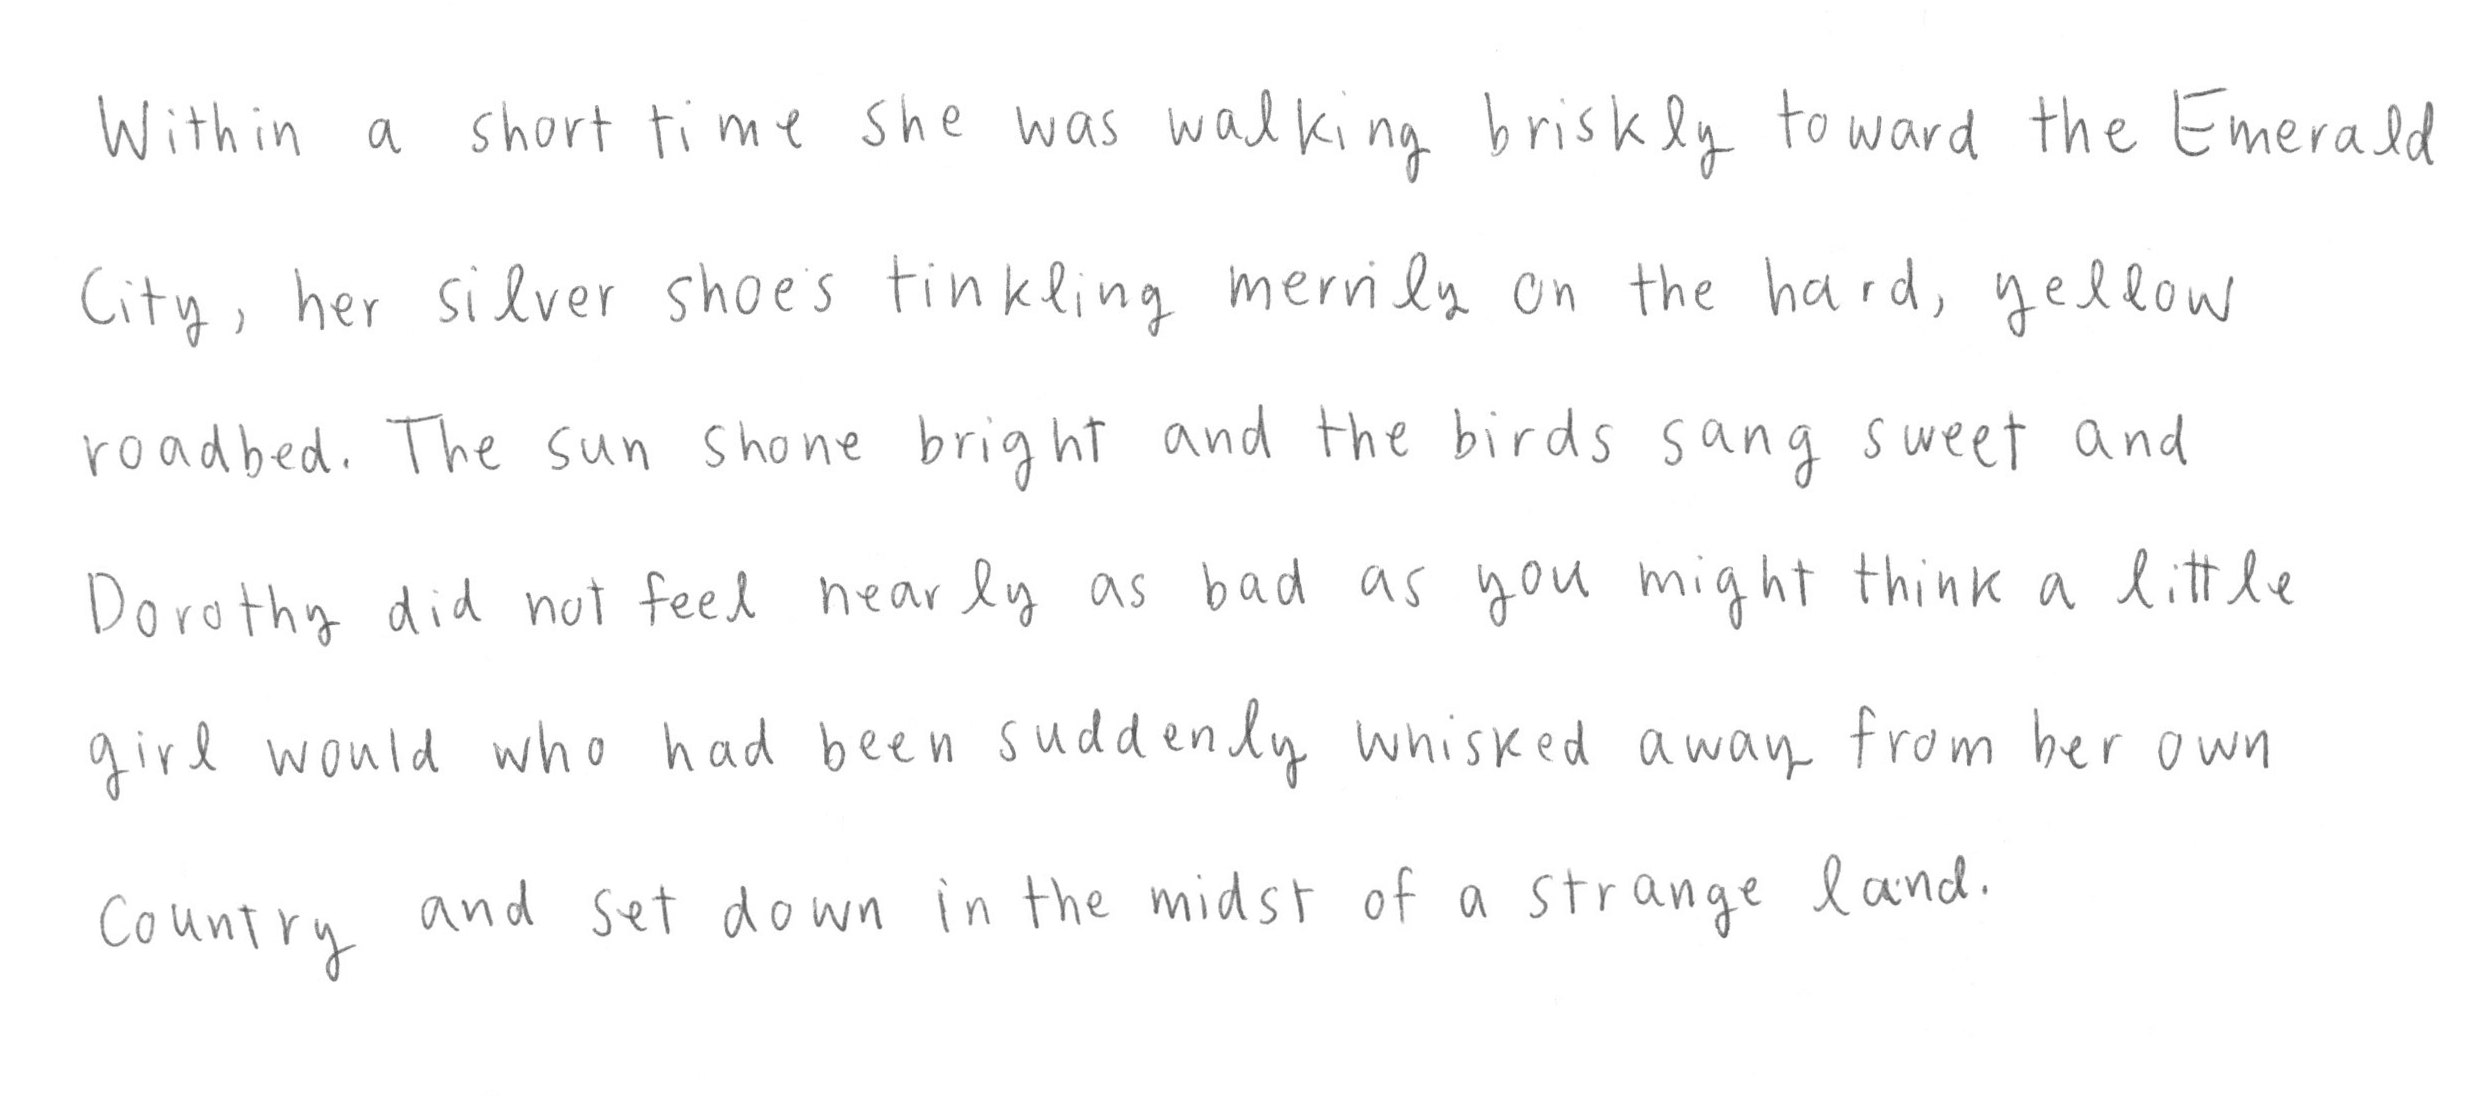 Within a short time she was walking briskly toward the Emerald
City, her silver shoes tinkling merrily on the hard, yellow
roadbed. The sun shone bright and the birds sang sweet and
Dorothy did not feel nearly as bad as you might think a little
girl would who had been suddenly whisked away from her own
country and set down in the midst of a strange land.